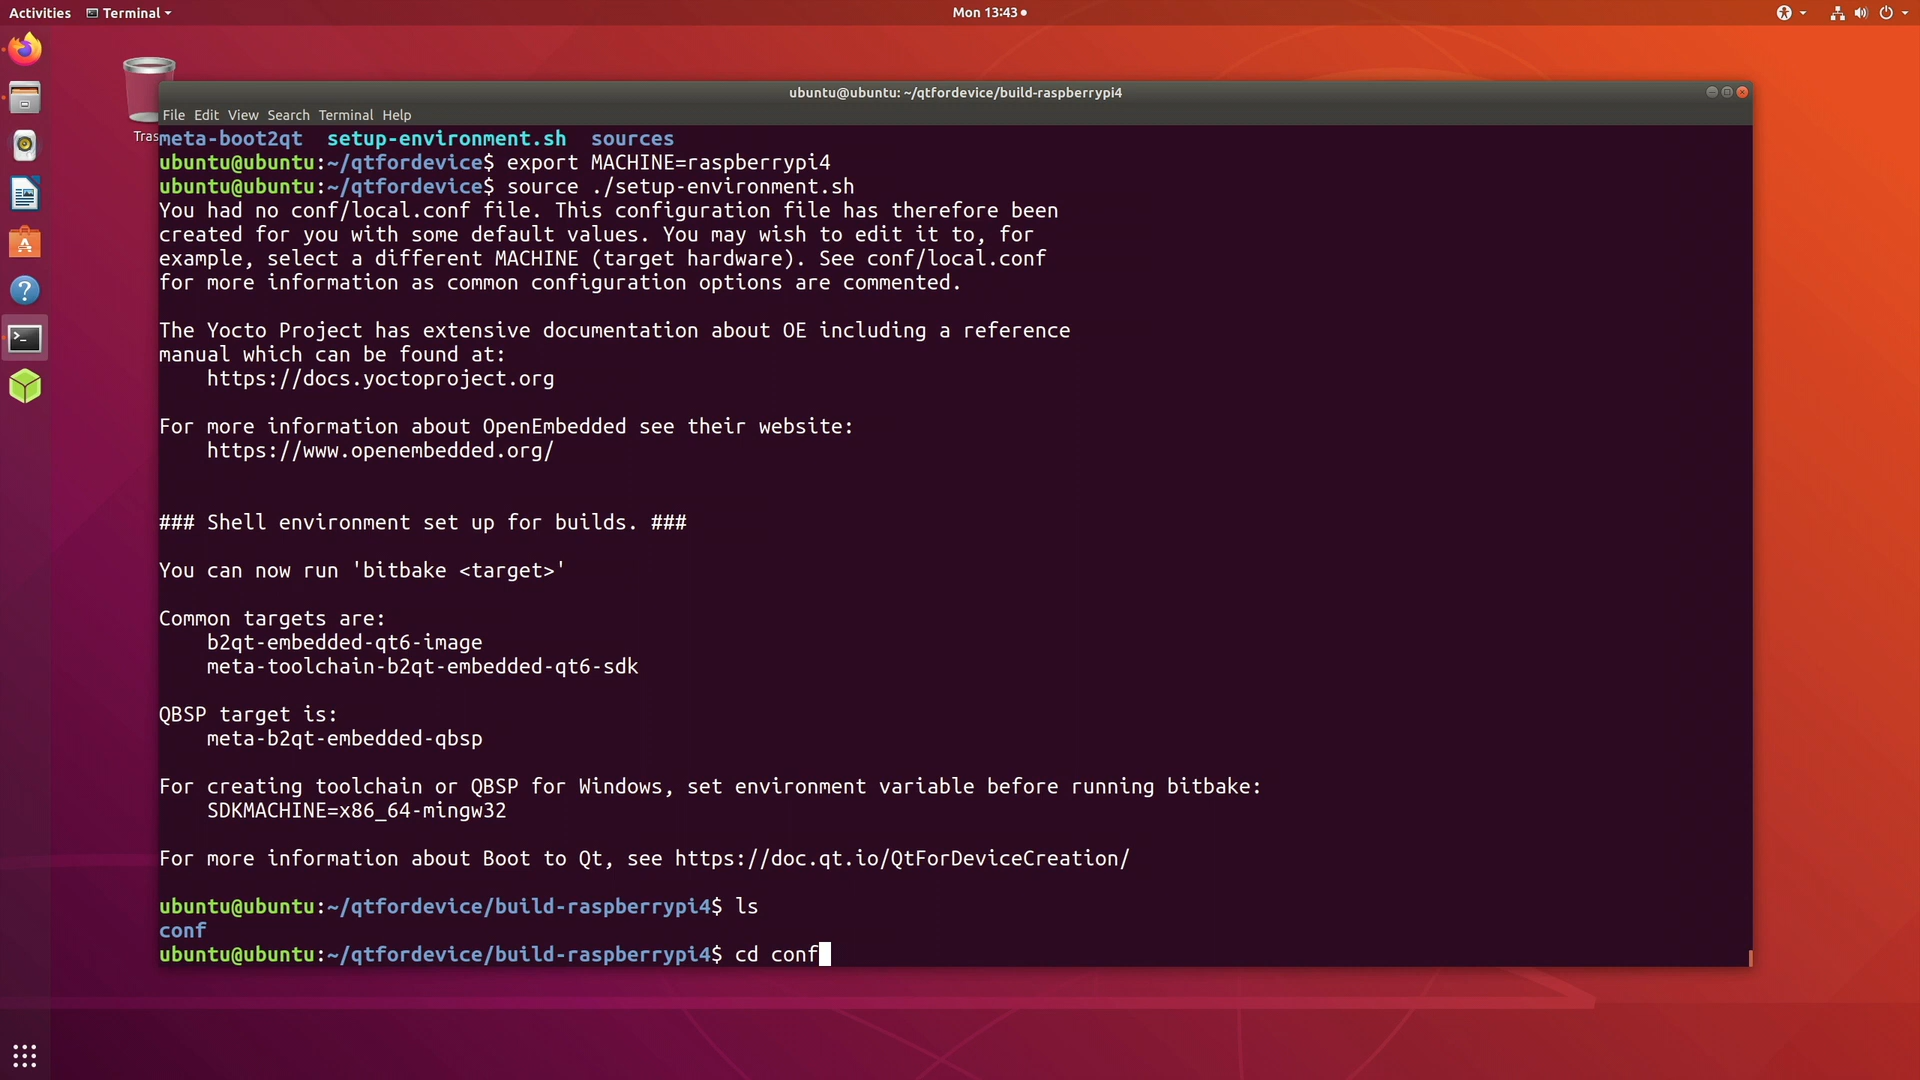 Activities Terminal Mon 13:43
ubuntu@ubuntu: ~/qtfordevice/build-raspberrypi4
File Edit View Search Terminal Help
Tras
meta-boot2qt setup-environment.sh sources
ubuntu@ubuntu:~/qtfordevice$ export MACHINE=raspberrypi4
ubuntu@ubuntu:~/qtfordevice$ source ./setup-environment.sh
You had no conf/local.conf file. This configuration file has therefore been
created for you with some default values. You may wish to edit it to, for
example, select a different MACHINE (target hardware). See conf/local.conf
for more information as common configuration options are commented.
The Yocto Project has extensive documentation about OE including a reference
manual which can be found at:
https://docs.yoctoproject.org
For more information about OpenEmbedded see their website:
https://www.openembedded.org/
### Shell environment set up for builds. ###
You can now run 'bitbake <target>'
Common targets are:
b2qt-embedded-qt6-image
meta-toolchain-b2qt-embedded-qt6-sdk
QBSP target is:
meta-b2qt-embedded-qbsp
For creating toolchain or QBSP for Windows, set environment variable before running bitbake:
SDKMACHINE=x86_64-mingw32
For more information about Boot to Qt, see https://doc.qt.io/QtForDeviceCreation/
ubuntu@ubuntu:~/qtfordevice/build-raspberrypi4$ ls
conf
ubuntu@ubuntu:~/qtfordevice/build-raspberrypi4$ cd conf